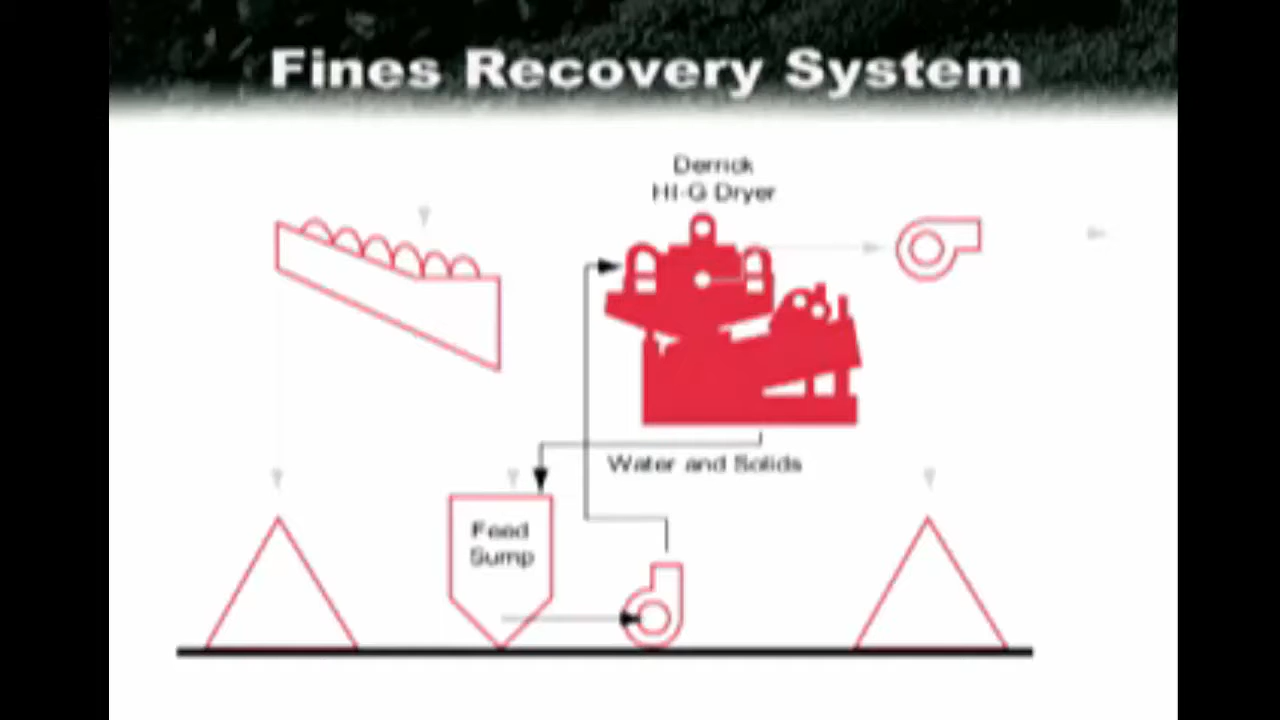 Fines Recovery System
Derrick
HI-G Dryer
Water and Solids
Feed
Sump